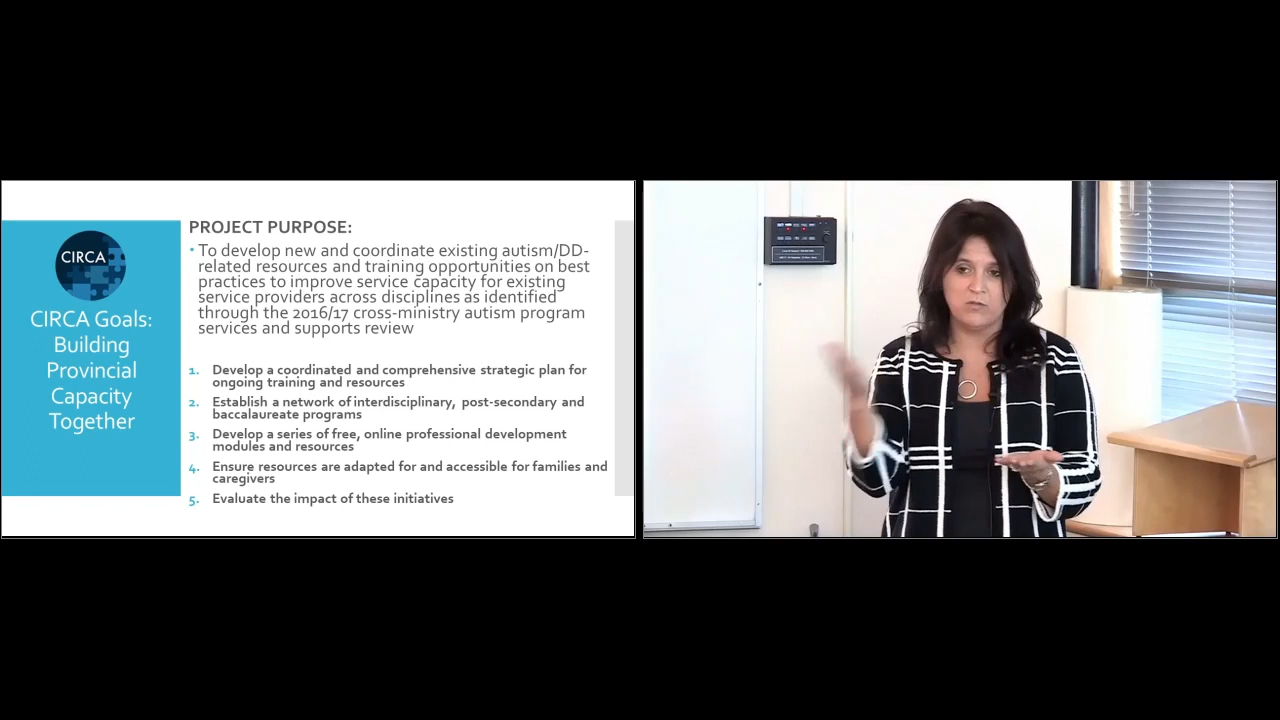 CIRCA
CIRCA Goals:
Building
Provincial
Capacity
Together
PROJECT PURPOSE:
• To develop new and coordinate existing autism/DD-
related resources and training opportunities on best
practices to improve service capacity for existing
service providers across disciplines as identified
through the 2016/17 cross-ministry autism program
services and supports review
1. Develop a coordinated and comprehensive strategic plan for
ongoing training and resources
2. Establish a network of interdisciplinary, post-secondary and
baccalaureate programs
3. Develop a series of free, online professional development
modules and resources
4. Ensure resources are adapted for and accessible for families and
caregivers
5. Evaluate the impact of these initiatives